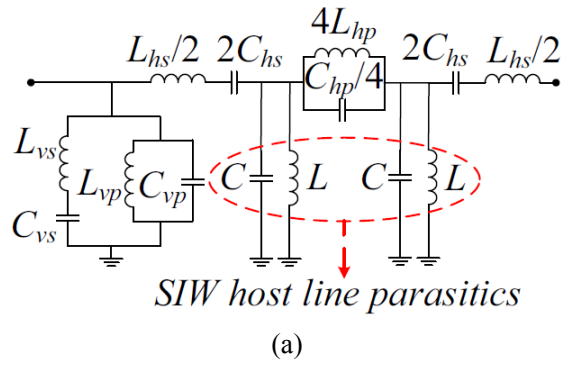 4L_hp
L_hs/2 2C_hs C_hp/4 2C_hs L_hs/2
L_vs L_vp C_vp C L C L
C_vs
SIW host line parasitics
(a)